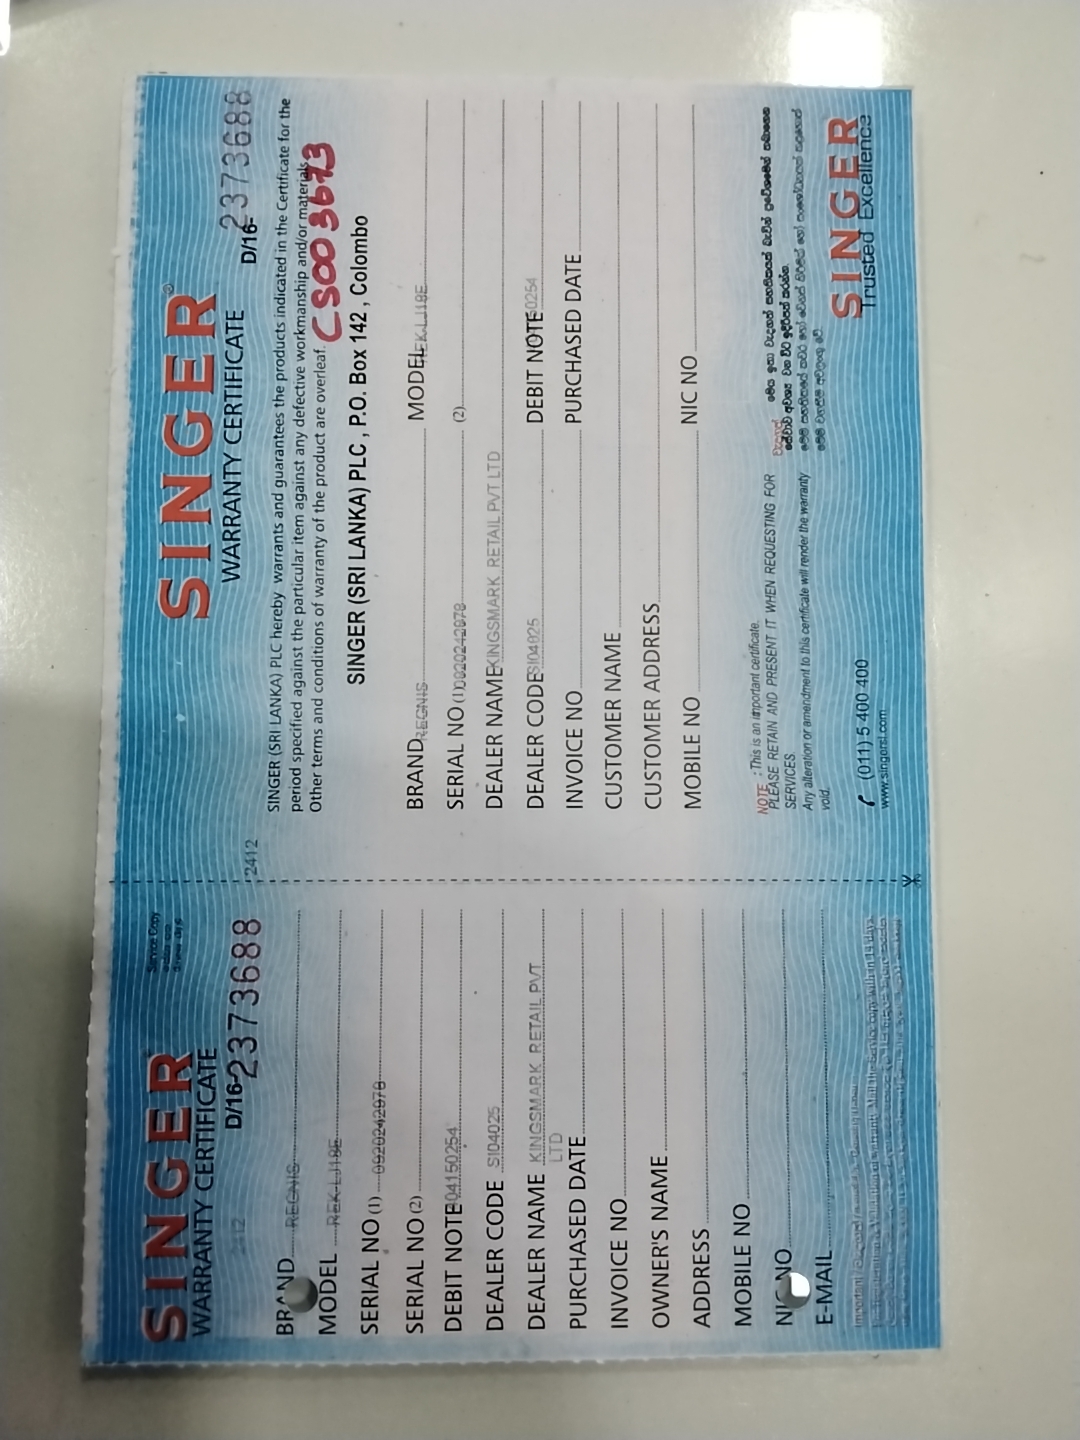 SINGER
WARRANTY CERTIFICATE
Service Copy
D/16-2373688
2412
BRAND REGNIS
MODEL REK-LJ18E
SERIAL NO (1) 0920242978
SERIAL NO (2)
DEBIT NOTE 04150254
DEALER CODE SI04025
DEALER NAME KINGSMARK RETAIL PVT
LTD
PURCHASED DATE
INVOICE NO
OWNER'S NAME
ADDRESS
MOBILE NO
NIC NO
E-MAIL
SINGER®
WARRANTY CERTIFICATE
D/16-2373688
2412
SINGER (SRI LANKA) PLC hereby warrants and guarantees the products indicated in the Certificate for the
period specified against the particular item against any defective workmanship and/or materials.
Other terms and conditions of warranty of the product are overleaf.
CS003673
SINGER (SRI LANKA) PLC , P.O. Box 142 , Colombo
BRAND REGNIS MODEL REK-LJ18E
SERIAL NO (1) 0920242978 (2)
DEALER NAME KINGSMARK RETAIL PVT LTD
DEALER CODE SI04025 DEBIT NOTE 50254
INVOICE NO PURCHASED DATE
CUSTOMER NAME
CUSTOMER ADDRESS
MOBILE NO NIC NO
NOTE : This is an important certificate.
PLEASE RETAIN AND PRESENT IT WHEN REQUESTING FOR
SERVICES.
Any alteration or amendment to this certificate will render the warranty
void.
(011) 5 400 400
www.singersl.com
SINGER
Trusted Excellence